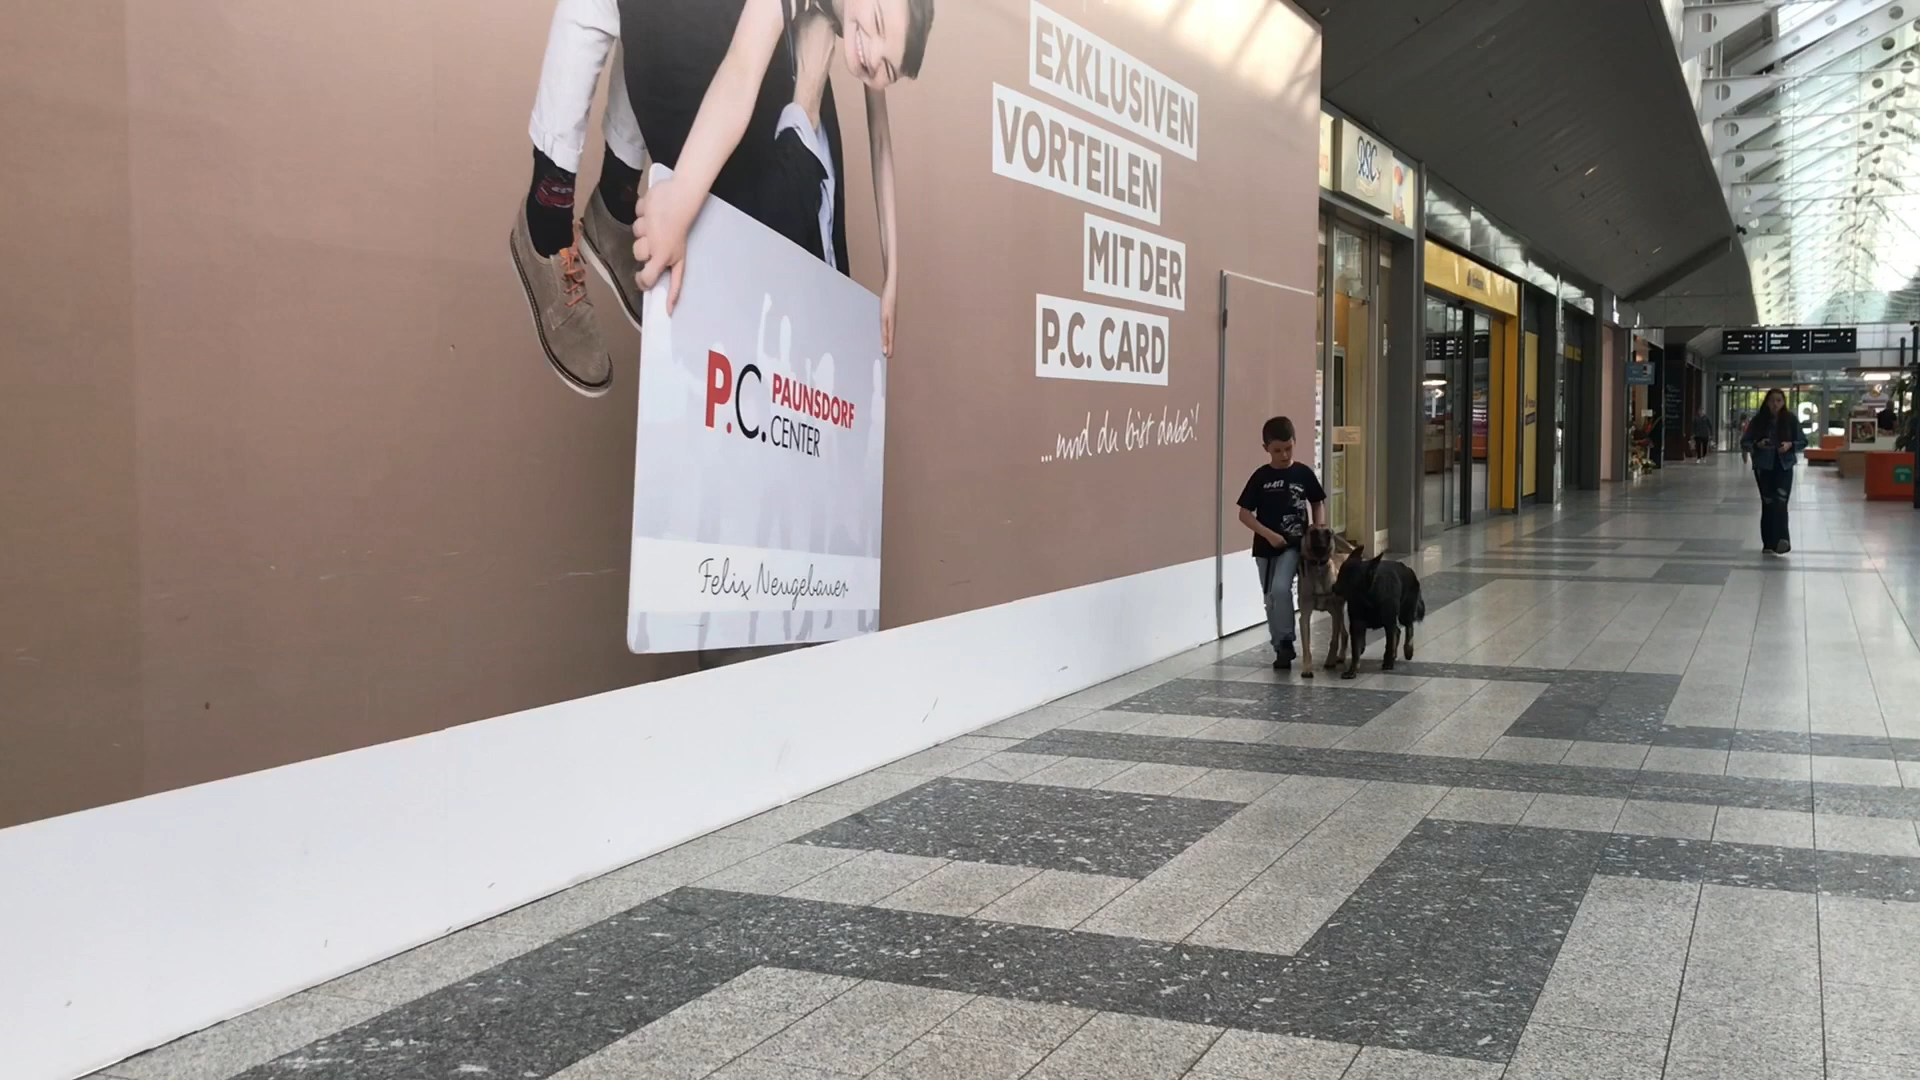 EXKLUSIVEN
VORTEILEN
MIT DER
P.C. CARD
...und du bist dabei!
P.C. PAUNSDORF
CENTER
Felix Neugebauer